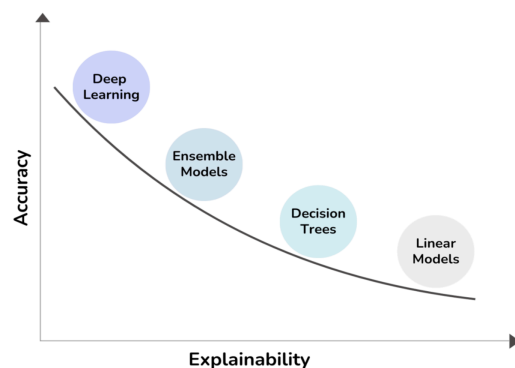 Deep
Learning
Ensemble
Models
Decision
Trees
Linear
Models
Accuracy
Explainability